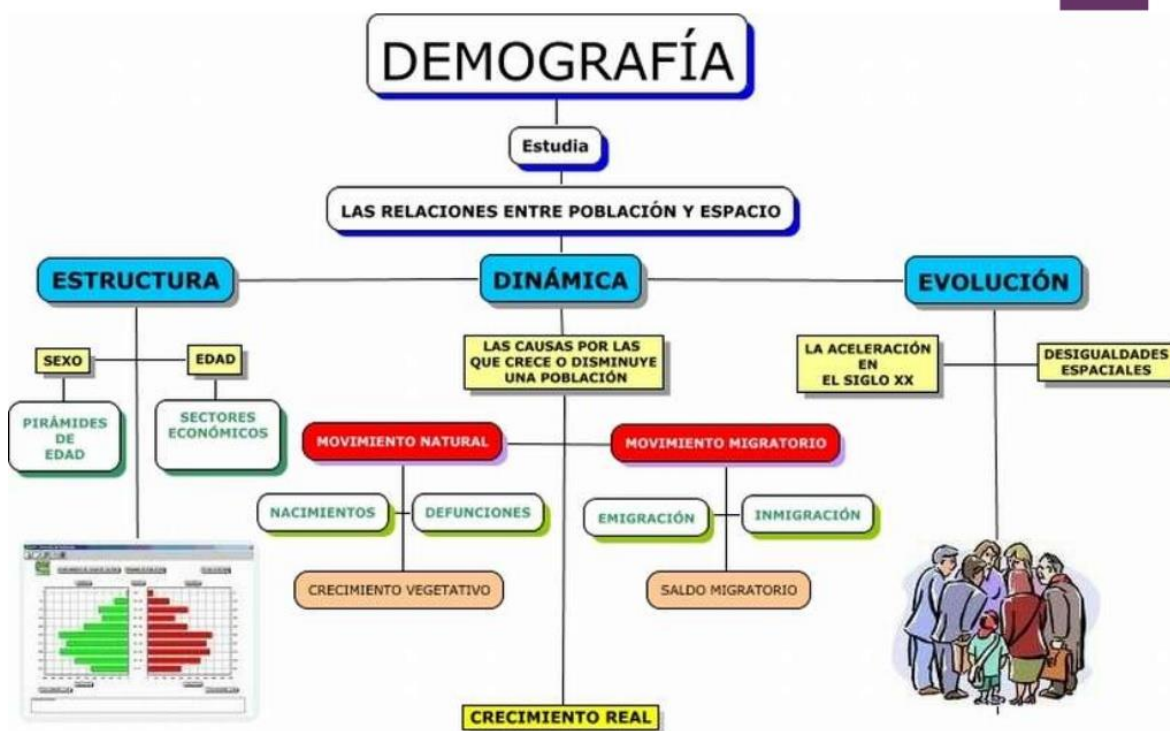 DEMOGRAFÍA
Estudia
LAS RELACIONES ENTRE POBLACIÓN Y ESPACIO
ESTRUCTURA
DINÁMICA
EVOLUCIÓN
SEXO
EDAD
PIRÁMIDES
DE
EDAD
SECTORES
ECONÓMICOS
LAS CAUSAS POR LAS
QUE CRECE O DISMINUYE
UNA POBLACIÓN
LA ACELERACIÓN
EN
EL SIGLO XX
DESIGUALDADES
ESPACIALES
MOVIMIENTO NATURAL
MOVIMIENTO MIGRATORIO
NACIMIENTOS
DEFUNCIONES
EMIGRACIÓN
INMIGRACIÓN
CRECIMIENTO VEGETATIVO
SALDO MIGRATORIO
CRECIMIENTO REAL